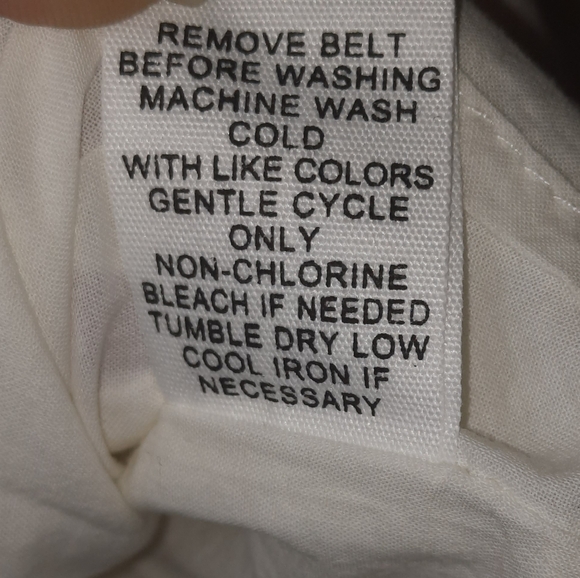 REMOVE BELT
BEFORE WASHING
MACHINE WASH
COLD
WITH LIKE COLORS
GENTLE CYCLE
ONLY
NON-CHLORINE
BLEACH IF NEEDED
TUMBLE DRY LOW
COOL IRON IF
NECESSARY